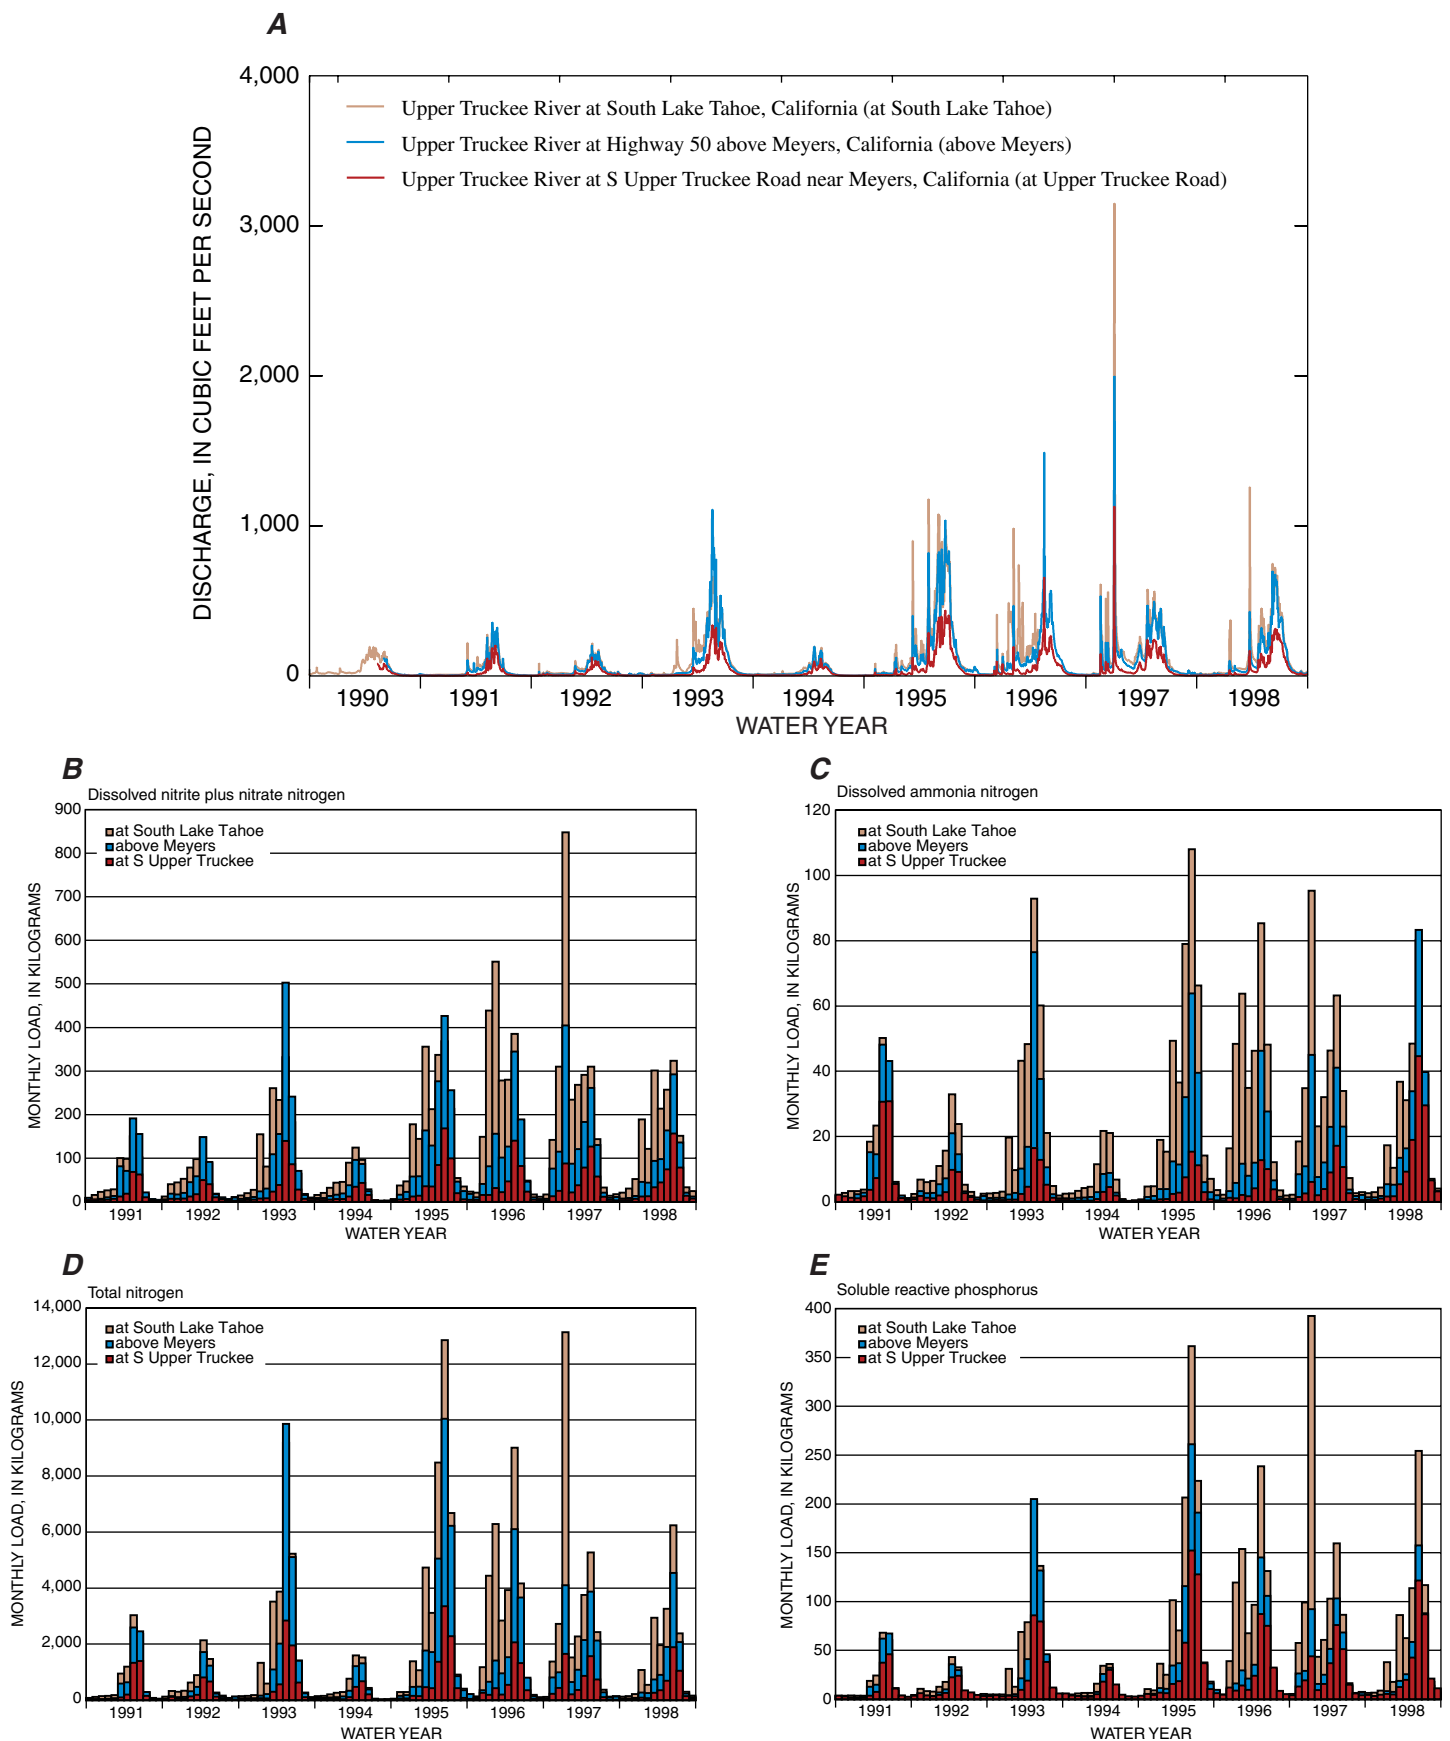 A
4,000
3,000
2,000
1,000
0
DISCHARGE, IN CUBIC FEET PER SECOND
Upper Truckee River at South Lake Tahoe, California (at South Lake Tahoe)
Upper Truckee River at Highway 50 above Meyers, California (above Meyers)
Upper Truckee River at S Upper Truckee Road near Meyers, California (at Upper Truckee Road)
1990 1991 1992 1993 1994 1995 1996 1997 1998
WATER YEAR
B
Dissolved nitrite plus nitrate nitrogen
900
800
700
600
500
400
300
200
100
0
MONTHLY LOAD, IN KILOGRAMS
at South Lake Tahoe
above Meyers
at S Upper Truckee
1991 1992 1993 1994 1995 1996 1997 1998
WATER YEAR
C
Dissolved ammonia nitrogen
120
100
80
60
40
20
0
MONTHLY LOAD, IN KILOGRAMS
at South Lake Tahoe
above Meyers
at S Upper Truckee
1991 1992 1993 1994 1995 1996 1997 1998
WATER YEAR
D
Total nitrogen
14,000
12,000
10,000
8,000
6,000
4,000
2,000
0
MONTHLY LOAD, IN KILOGRAMS
at South Lake Tahoe
above Meyers
at S Upper Truckee
1991 1992 1993 1994 1995 1996 1997 1998
WATER YEAR
E
Soluble reactive phosphorus
400
350
300
250
200
150
100
50
0
MONTHLY LOAD, IN KILOGRAMS
at South Lake Tahoe
above Meyers
at S Upper Truckee
1991 1992 1993 1994 1995 1996 1997 1998
WATER YEAR